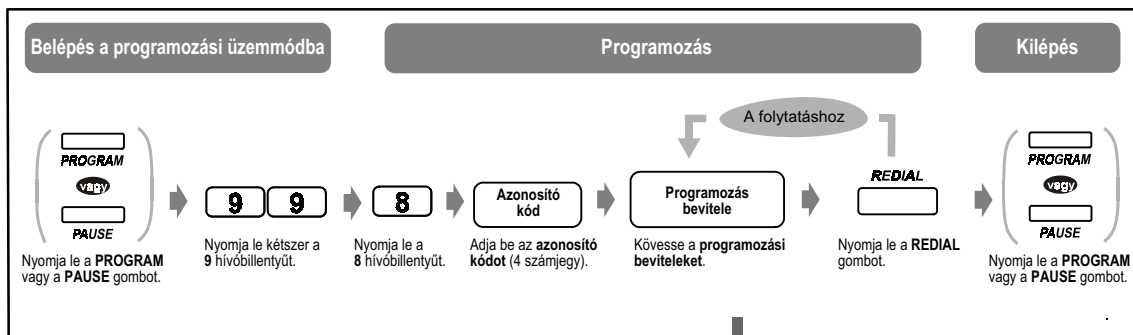 Belépés a programozási üzemmódba
Programozás
Kilépés
A folytatáshoz
PROGRAM
vagy
PAUSE
Nyomja le a PROGRAM
vagy a PAUSE gombot.
9 9
Nyomja le kétszer a
9 hívóbillentyűt.
8
Nyomja le a
8 hívóbillentyűt.
Azonosító
kód
Adja be az azonosító
kódot (4 számjegy).
Programozás
bevitele
Kövesse a programozási
beviteleket.
REDIAL
Nyomja le a REDIAL
gombot.
PROGRAM
vagy
PAUSE
Nyomja le a PROGRAM
vagy a PAUSE gombot.